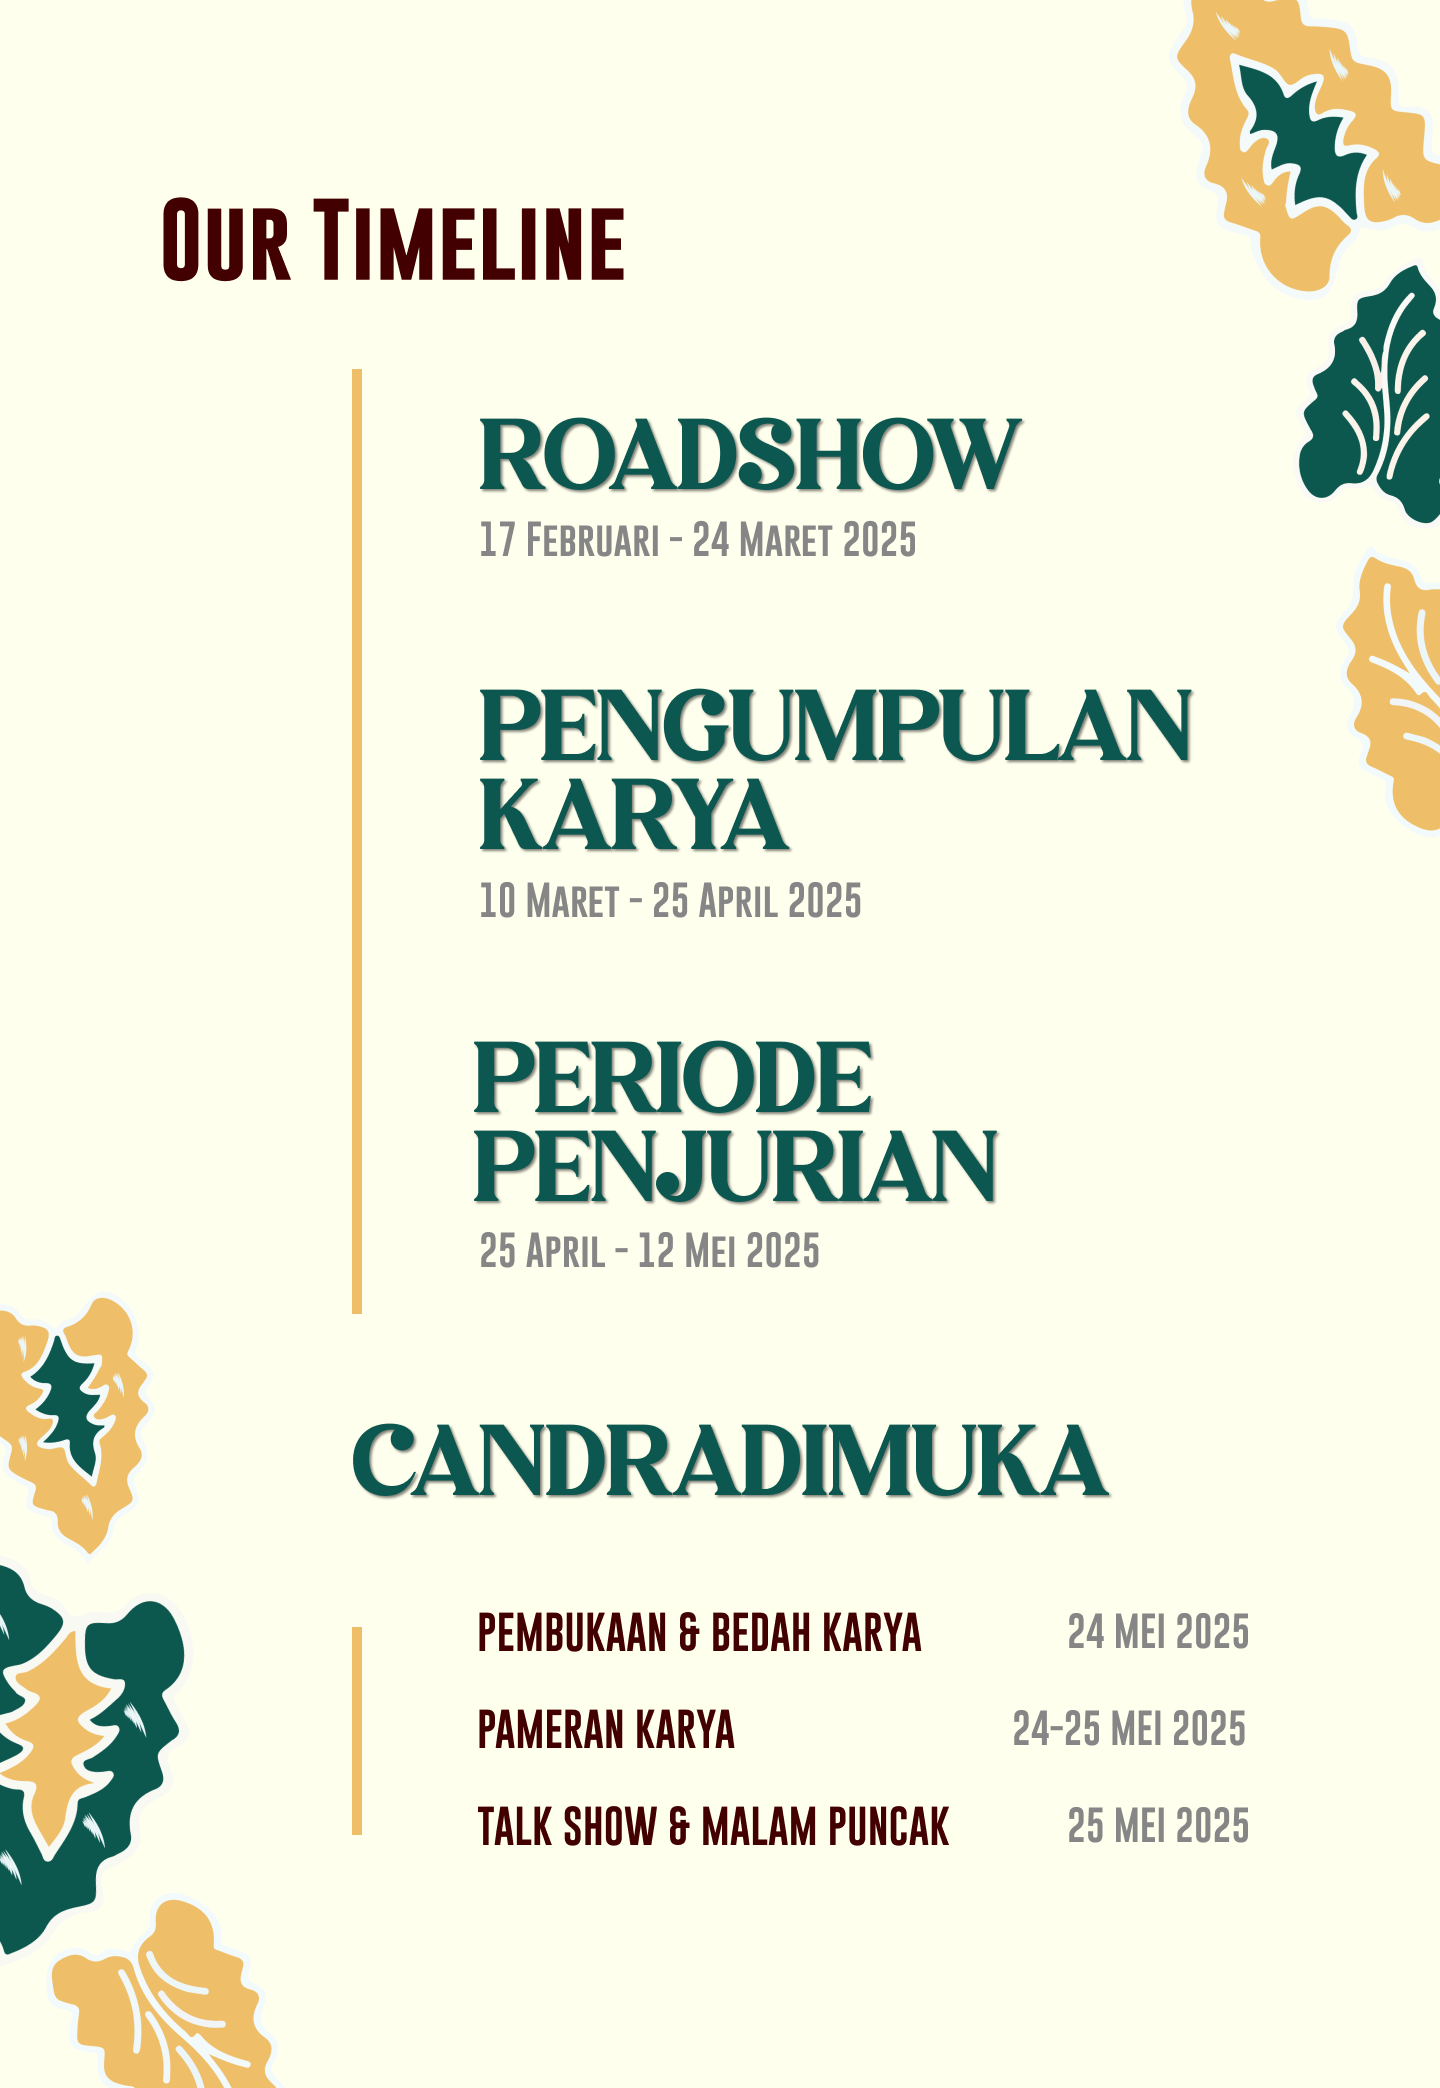 Our Timeline
ROADSHOW
17 Februari - 24 Maret 2025
PENGUMPULAN
KARYA
10 Maret - 25 April 2025
PERIODE
PENJURIAN
25 April - 12 Mei 2025
CANDRADIMUKA
PEMBUKAAN & BEDAH KARYA 24 MEI 2025
PAMERAN KARYA 24-25 MEI 2025
TALK SHOW & MALAM PUNCAK 25 MEI 2025